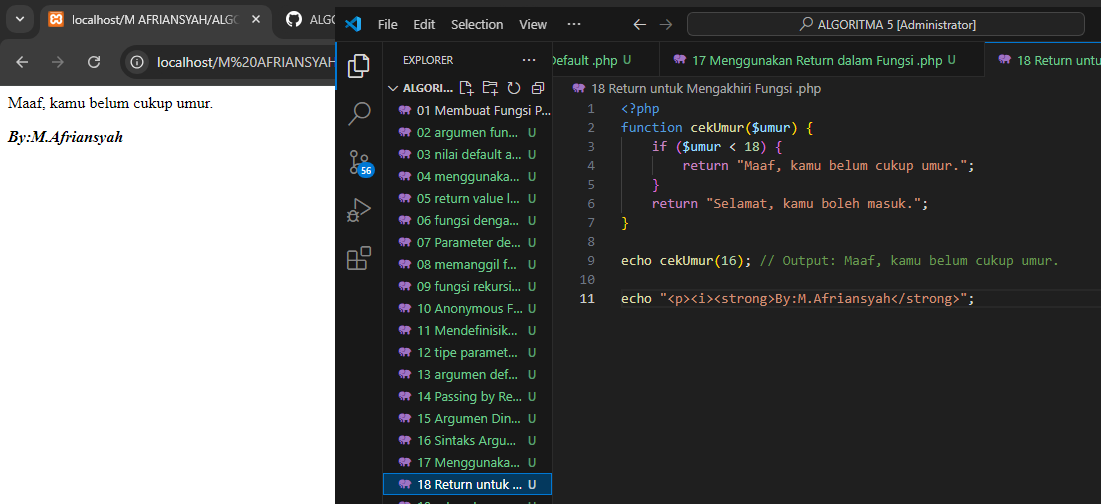 localhost/M AFRIANSYAH/ALGO
ALGO
localhost/M%20AFRIANSYAH
Maaf, kamu belum cukup umur.
By:M.Afriansyah
File Edit Selection View ···
ALGORITMA 5 [Administrator]
EXPLORER ···
ALGORI...
01 Membuat Fungsi P...
02 argumen fun... U
03 nilai default a... U
04 menggunaka... U
05 return value l... U
06 fungsi denga... U
07 Parameter de... U
08 memanggil f... U
09 fungsi rekursi... U
10 Anonymous F... U
11 Mendefinisik... U
12 tipe paramet... U
13 argumen def... U
14 Passing by Re... U
15 Argumen Din... U
16 Sintaks Argu... U
17 Menggunaka... U
18 Return untuk ... U
56
Default .php U
17 Menggunakan Return dalam Fungsi .php U
18 Return untu
18 Return untuk Mengakhiri Fungsi .php
1 <?php
2 function cekUmur($umur) {
3 if ($umur < 18) {
4 return "Maaf, kamu belum cukup umur.";
5 }
6 return "Selamat, kamu boleh masuk.";
7 }
8
9 echo cekUmur(16); // Output: Maaf, kamu belum cukup umur.
10
11 echo "<p><i><strong>By:M.Afriansyah</strong>";